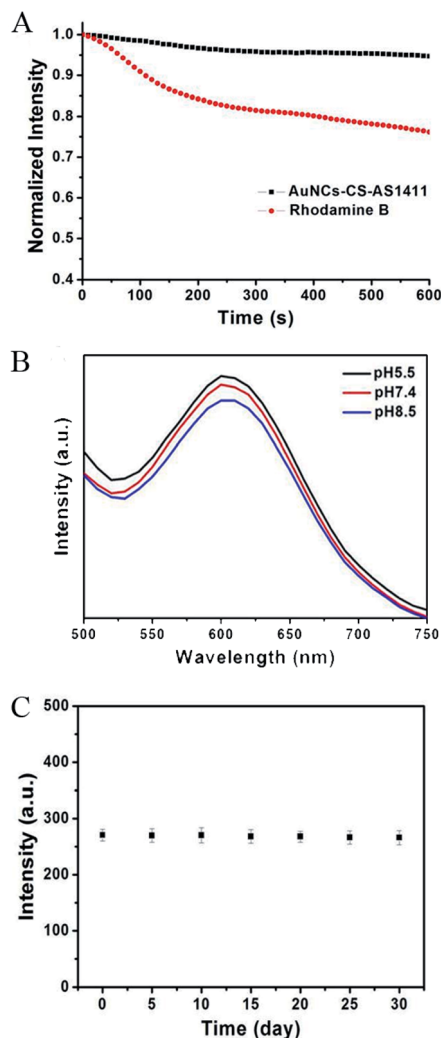 A
1.0
0.9
0.8
0.7
0.6
0.5
0.4
Normalized Intensity
AuNCs-CS-AS1411
Rhodamine B
0 100 200 300 400 500 600
Time (s)
B
Intensity (a.u.)
pH5.5
pH7.4
pH8.5
500 550 600 650 700 750
Wavelength (nm)
C
500
400
300
200
100
0
Intensity (a.u.)
0 5 10 15 20 25 30
Time (day)